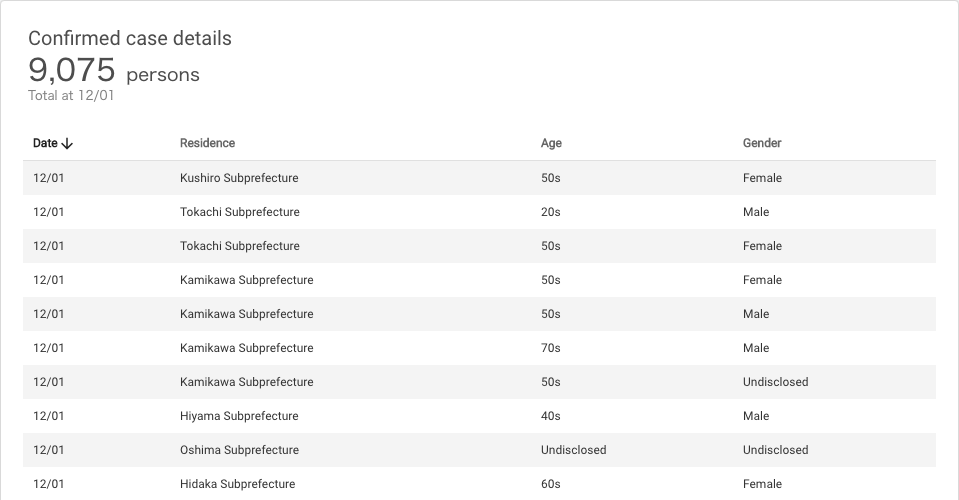 Confirmed case details
9,075 persons
Total at 12/01
Date Residence Age Gender
12/01 Kushiro Subprefecture 50s Female
12/01 Tokachi Subprefecture 20s Male
12/01 Tokachi Subprefecture 50s Female
12/01 Kamikawa Subprefecture 50s Female
12/01 Kamikawa Subprefecture 50s Male
12/01 Kamikawa Subprefecture 70s Male
12/01 Kamikawa Subprefecture 50s Undisclosed
12/01 Hiyama Subprefecture 40s Male
12/01 Oshima Subprefecture Undisclosed Undisclosed
12/01 Hidaka Subprefecture 60s Female